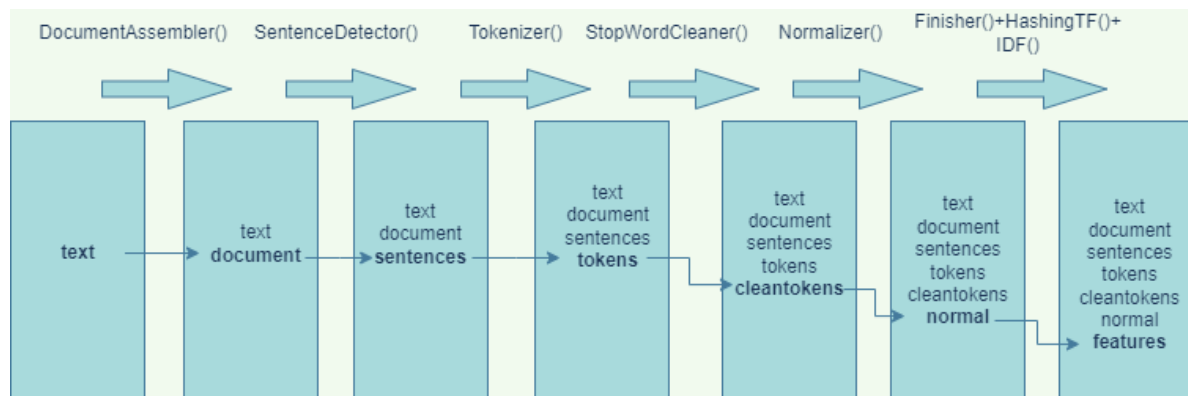 DocumentAssembler()
SentenceDetector()
Tokenizer()
StopWordCleaner()
Normalizer()
Finisher()+HashingTF()+
IDF()
text
text
document
text
document
sentences
text
document
sentences
tokens
text
document
sentences
tokens
cleantokens
text
document
sentences
tokens
cleantokens
normal
text
document
sentences
tokens
cleantokens
normal
features